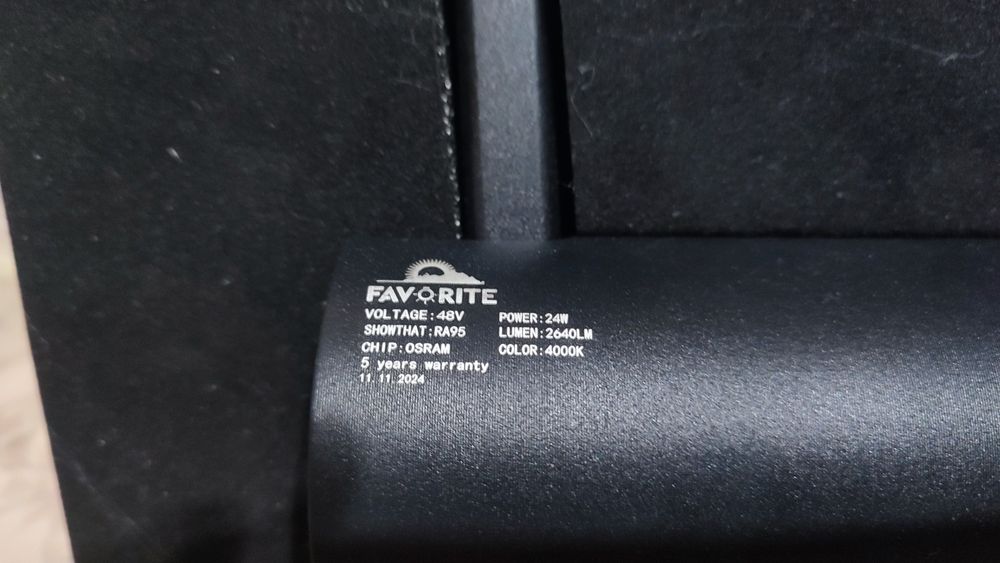 FAVORITE
VOLTAGE:48V POWER:24W
SHOWTHAT:RA95 LUMEN:2640LM
CHIP:OSRAM COLOR:4000K
5 years warranty
11.11.2024